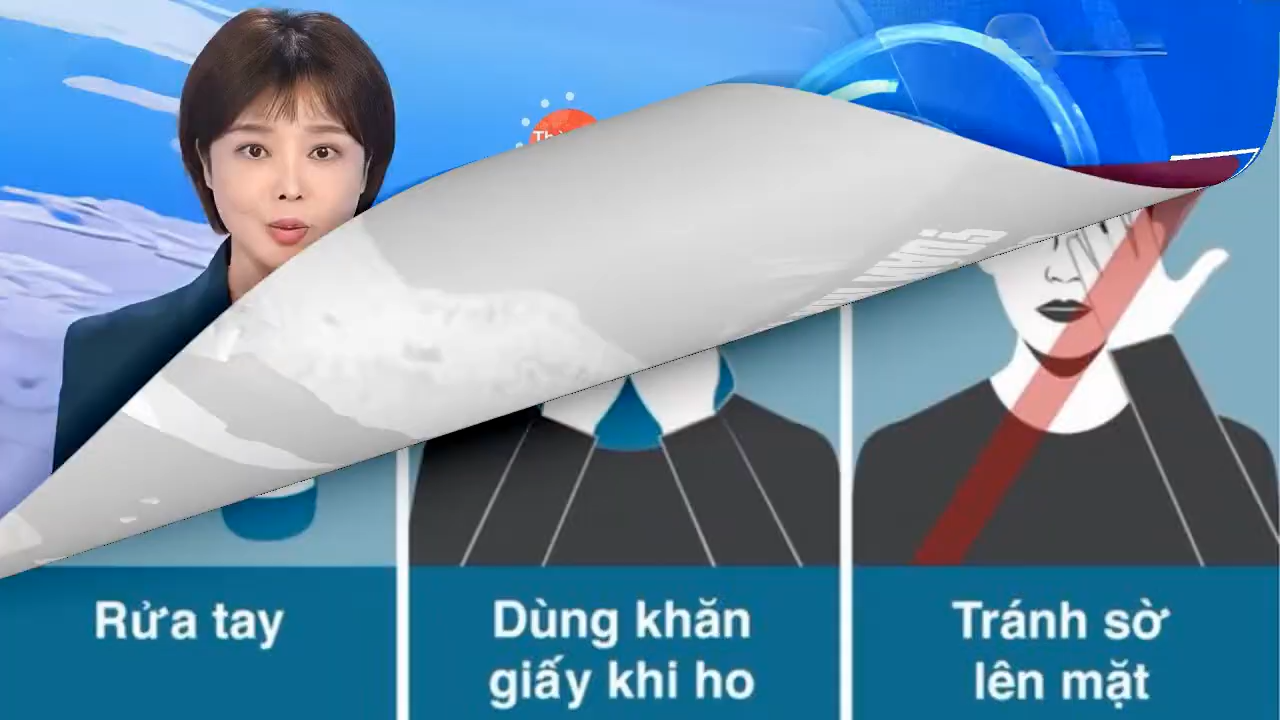 Rửa tay
Dùng khăn
giấy khi ho
Tránh sờ
lên mặt